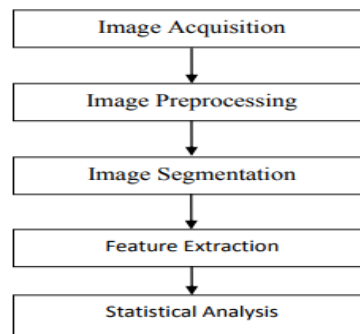 Image Acquisition
Image Preprocessing
Image Segmentation
Feature Extraction
Statistical Analysis